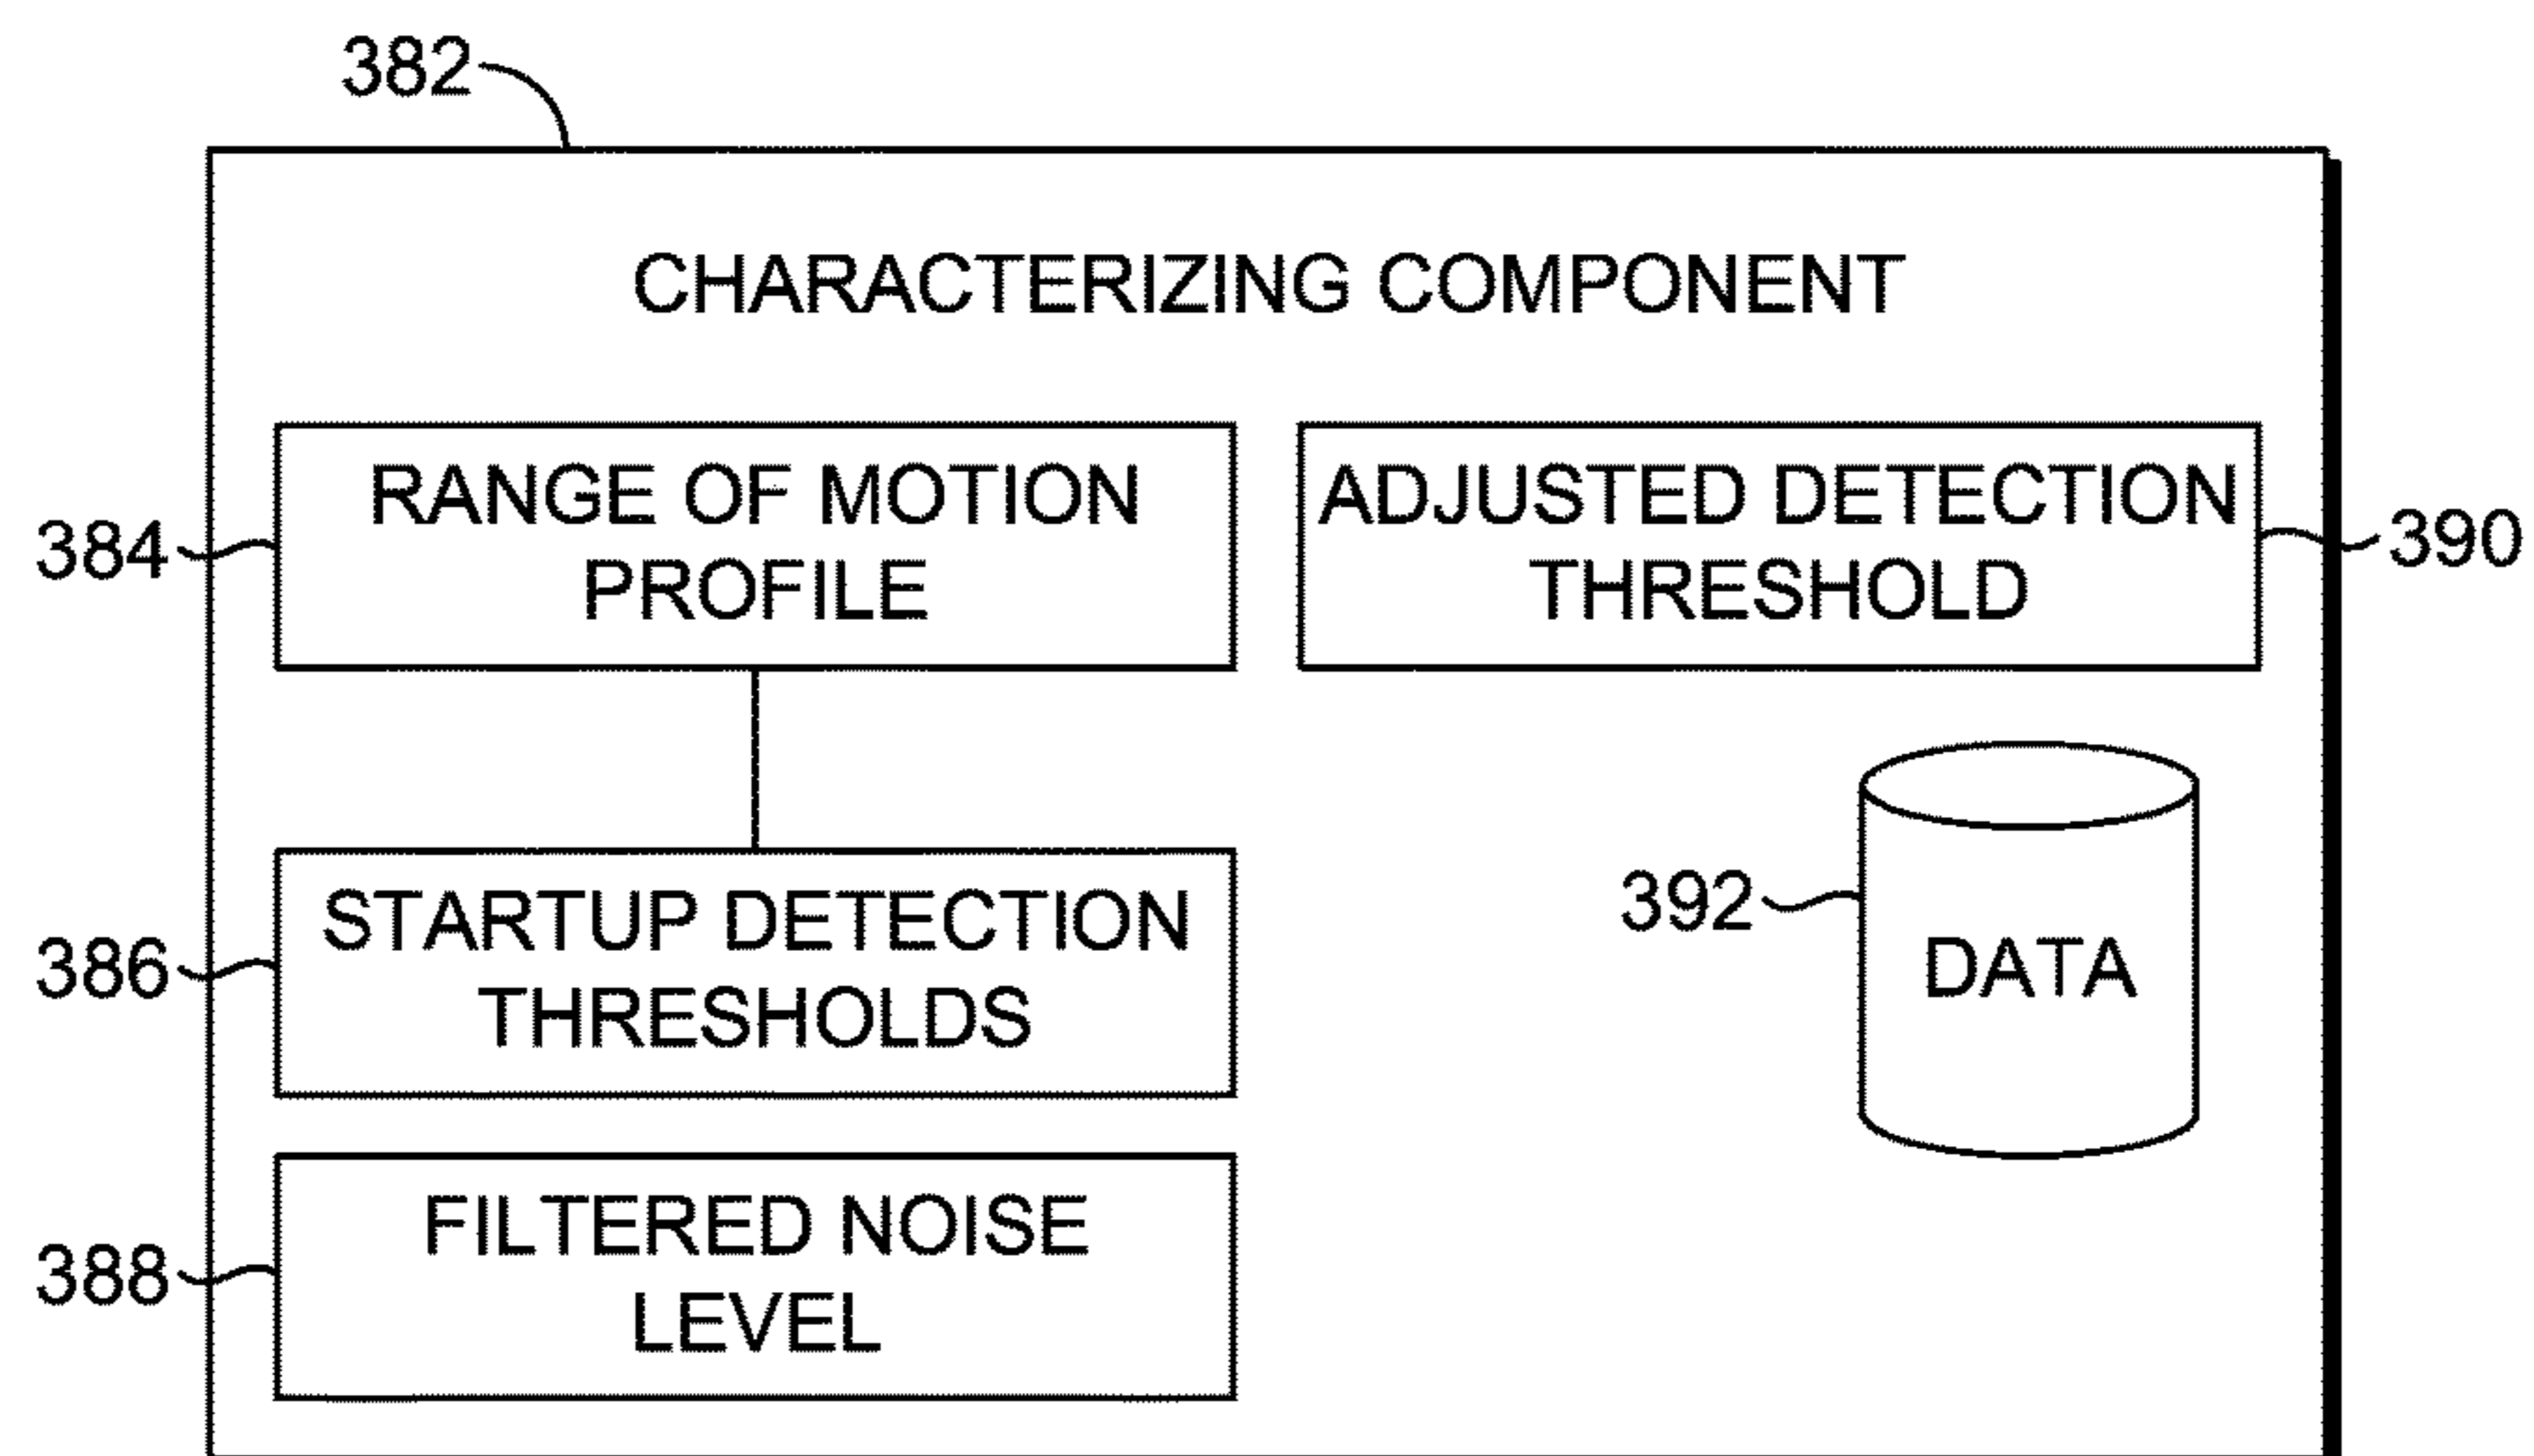 382
CHARACTERIZING COMPONENT
384
RANGE OF MOTION
PROFILE
ADJUSTED DETECTION
THRESHOLD
390
386
STARTUP DETECTION
THRESHOLDS
392
DATA
388
FILTERED NOISE
LEVEL